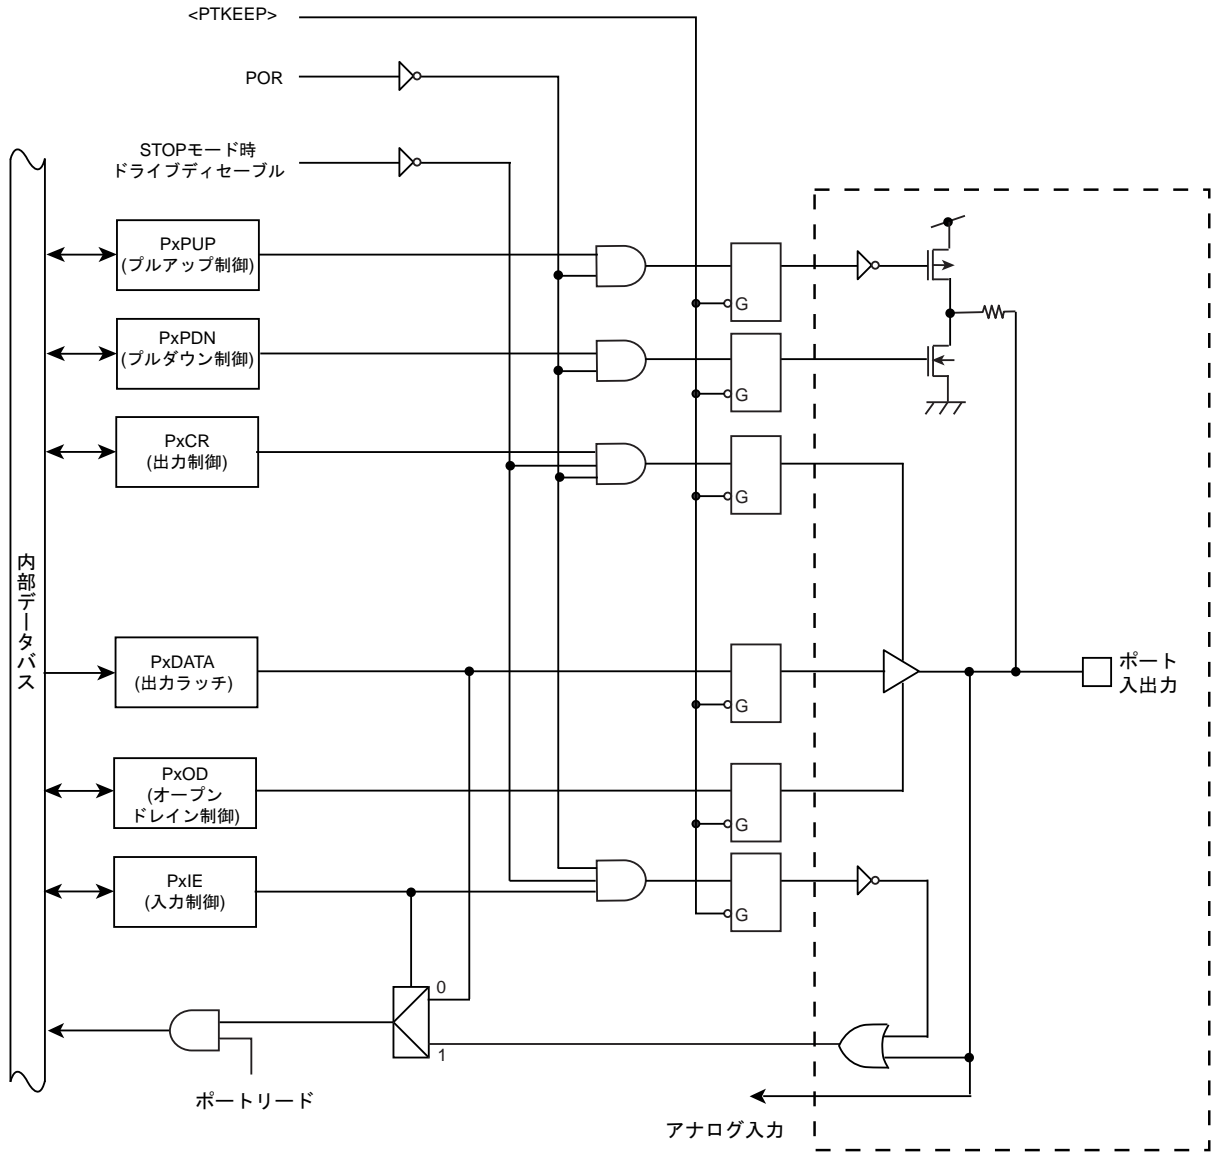 <PTKEEP>
POR
STOPモード時
ドライブディセーブル
PxPUP
(プルアップ制御)
G
PxPDN
(プルダウン制御)
G
PxCR
(出力制御)
G
内部データバス
PxDATA
(出力ラッチ)
G
ポート
入出力
PxOD
(オープン
ドレイン制御)
G
PxIE
(入力制御)
G
0
1
ポートリード
アナログ入力